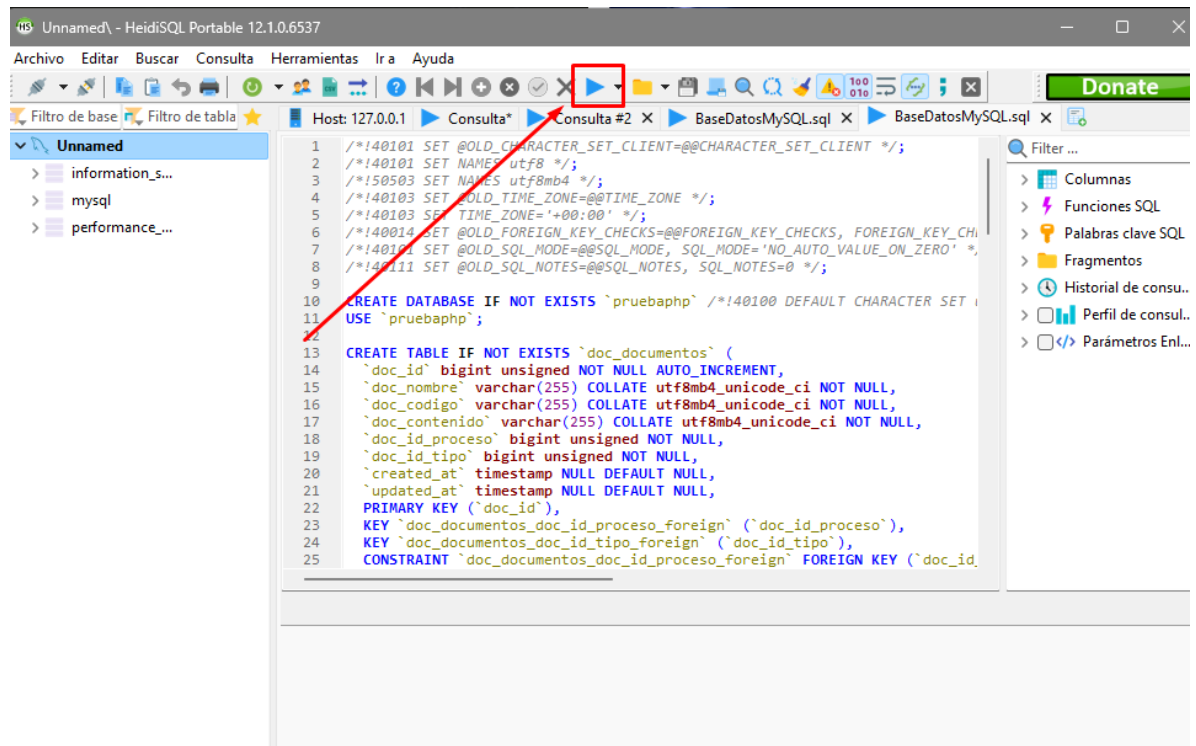 Unnamed\ - HeidiSQL Portable 12.1.0.6537
Archivo Editar Buscar Consulta Herramientas Ir a Ayuda
Donate
Filtro de base Filtro de tabla Host: 127.0.0.1 Consulta* Consulta #2 BaseDatosMySQL.sql BaseDatosMySQL.sql
Unnamed
information_s...
mysql
performance_...
1 /*!40101 SET @OLD_CHARACTER_SET_CLIENT=@@CHARACTER_SET_CLIENT */;
2 /*!40101 SET NAMES utf8 */;
3 /*!50503 SET NAMES utf8mb4 */;
4 /*!40103 SET @OLD_TIME_ZONE=@@TIME_ZONE */;
5 /*!40103 SET TIME_ZONE='+00:00' */;
6 /*!40014 SET @OLD_FOREIGN_KEY_CHECKS=@@FOREIGN_KEY_CHECKS, FOREIGN_KEY_CH
7 /*!40101 SET @OLD_SQL_MODE=@@SQL_MODE, SQL_MODE='NO_AUTO_VALUE_ON_ZERO' *
8 /*!40111 SET @OLD_SQL_NOTES=@@SQL_NOTES, SQL_NOTES=0 */;
9
10 CREATE DATABASE IF NOT EXISTS `pruebaphp` /*!40100 DEFAULT CHARACTER SET
11 USE `pruebaphp`;
12
13 CREATE TABLE IF NOT EXISTS `doc_documentos` (
14 `doc_id` bigint unsigned NOT NULL AUTO_INCREMENT,
15 `doc_nombre` varchar(255) COLLATE utf8mb4_unicode_ci NOT NULL,
16 `doc_codigo` varchar(255) COLLATE utf8mb4_unicode_ci NOT NULL,
17 `doc_contenido` varchar(255) COLLATE utf8mb4_unicode_ci NOT NULL,
18 `doc_id_proceso` bigint unsigned NOT NULL,
19 `doc_id_tipo` bigint unsigned NOT NULL,
20 `created_at` timestamp NULL DEFAULT NULL,
21 `updated_at` timestamp NULL DEFAULT NULL,
22 PRIMARY KEY (`doc_id`),
23 KEY `doc_documentos_doc_id_proceso_foreign` (`doc_id_proceso`),
24 KEY `doc_documentos_doc_id_tipo_foreign` (`doc_id_tipo`),
25 CONSTRAINT `doc_documentos_doc_id_proceso_foreign` FOREIGN KEY (`doc_id_
Filter ...
Columnas
Funciones SQL
Palabras clave SQL
Fragmentos
Historial de consu...
Perfil de consul...
Parámetros Enl...